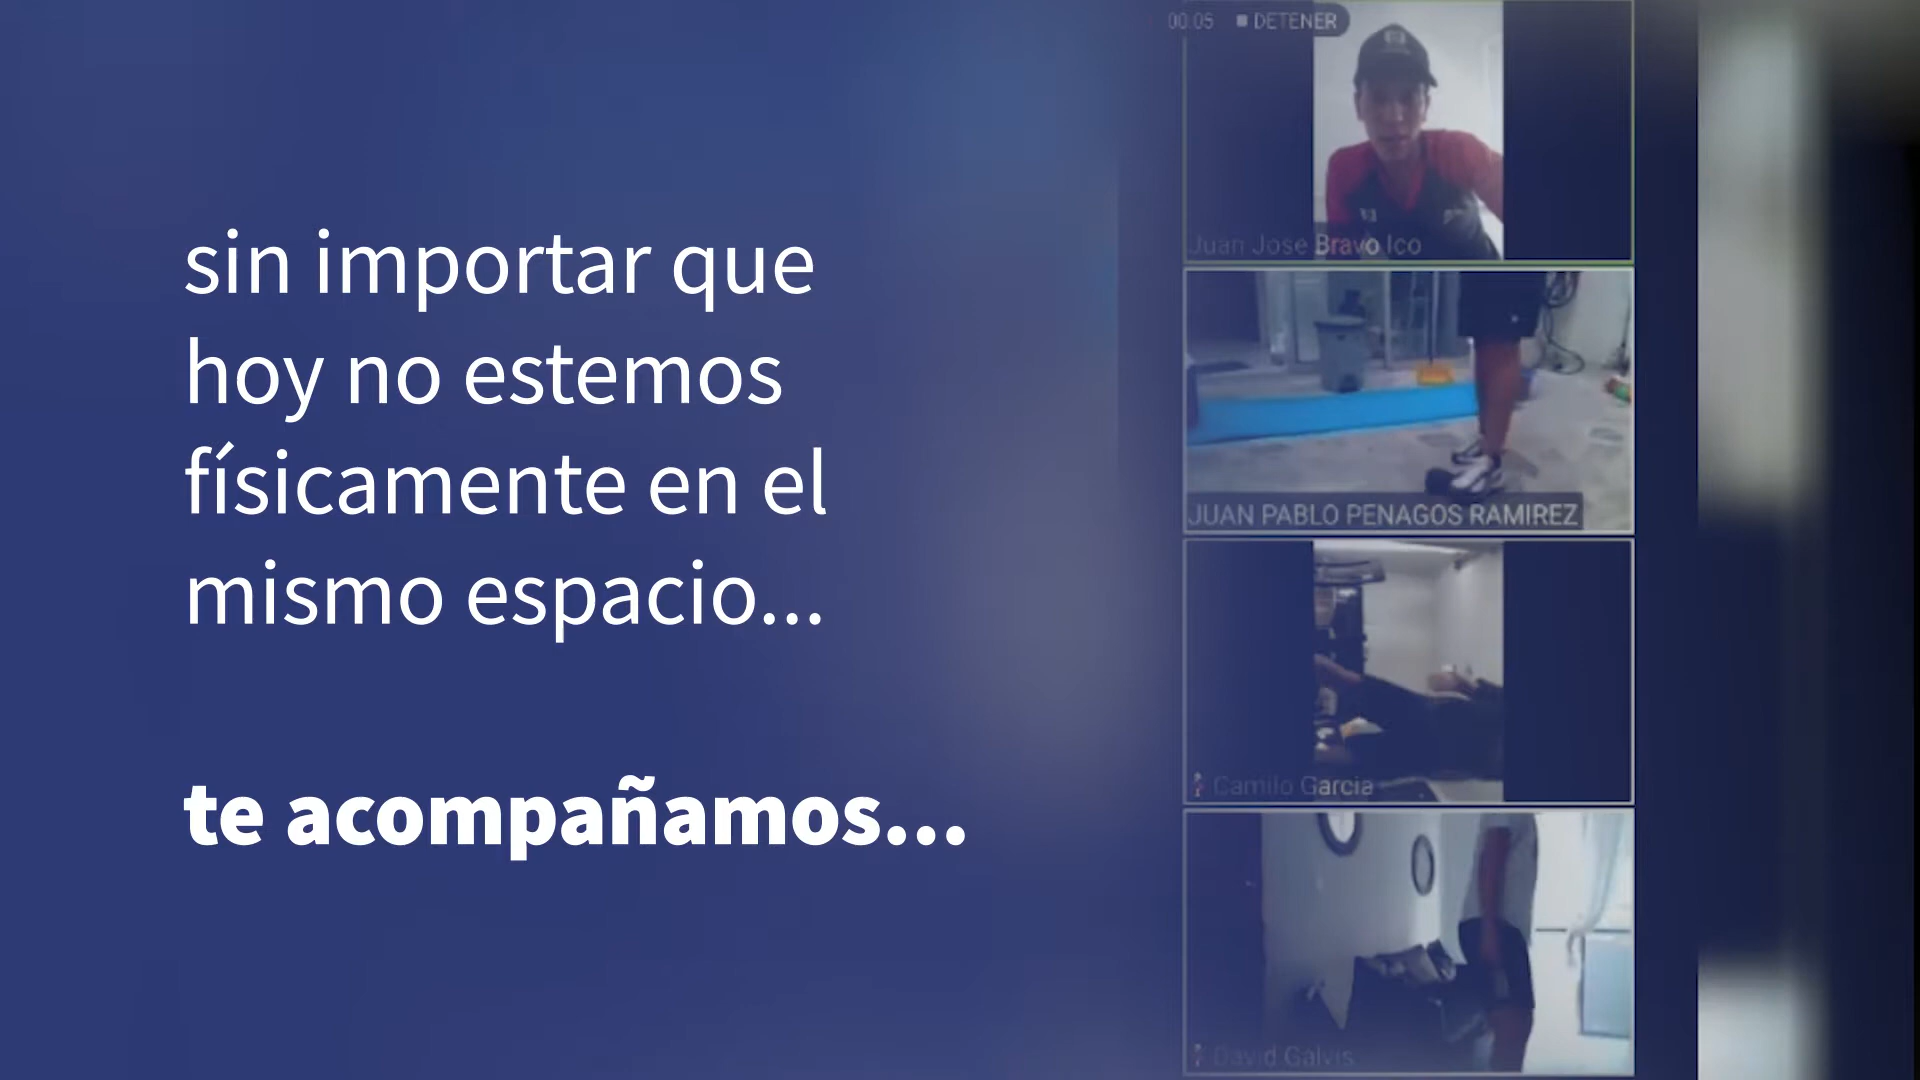 sin importar que
hoy no estemos
físicamente en el
mismo espacio...
te acompañamos...
00:05 DETENER
Juan Jose Bravo Ico
JUAN PABLO PENAGOS RAMIREZ
Camilo Garcia
David Galvis